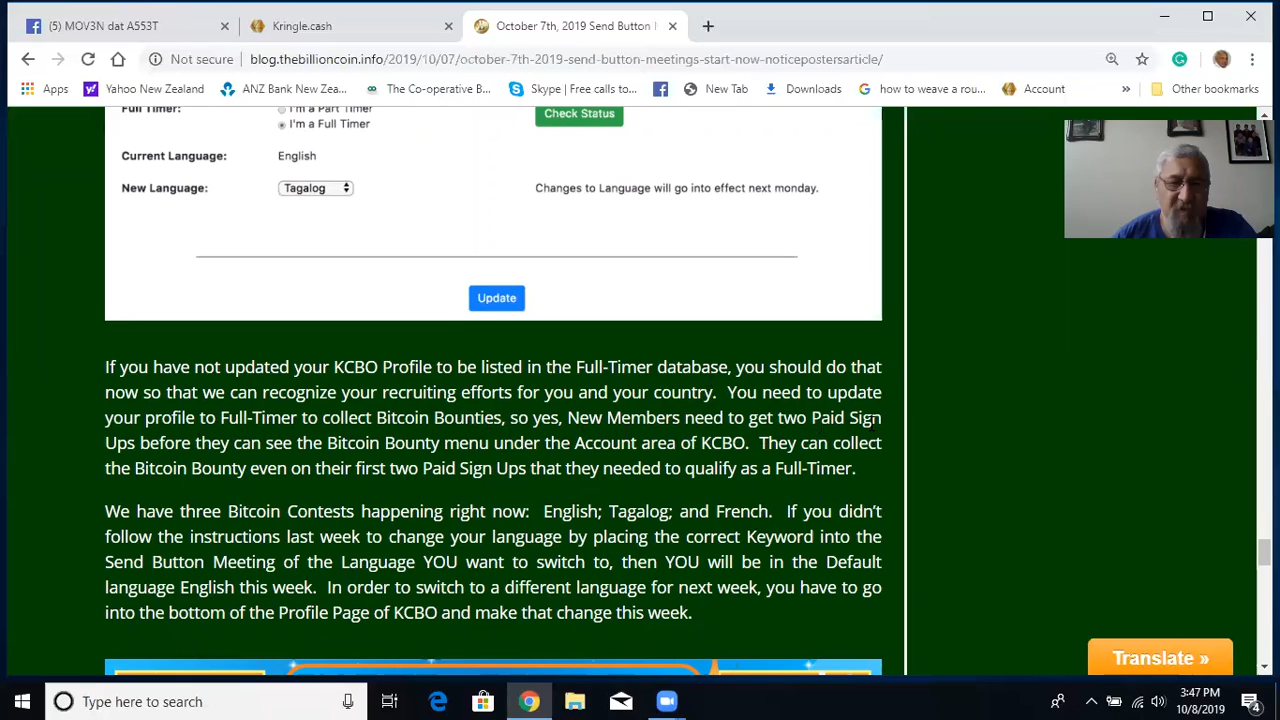 (5) MOV3N dat A553T
Kringle.cash
October 7th, 2019 Send Button
Not secure
blog.thebillioncoin.info/2019/10/07/october-7th-2019-send-button-meetings-start-now-noticepostersarticle/
Apps
Yahoo New Zealand
ANZ Bank New Zea...
The Co-operative B...
Skype | Free calls to...
New Tab
Downloads
how to weave a rou...
Account
»
Other bookmarks
Full Timer:
I'm a Part Timer
I'm a Full Timer
Check Status
Current Language:
English
New Language:
Tagalog
Changes to Language will go into effect next monday.
Update
If you have not updated your KCBO Profile to be listed in the Full-Timer database, you should do that
now so that we can recognize your recruiting efforts for you and your country. You need to update
your profile to Full-Timer to collect Bitcoin Bounties, so yes, New Members need to get two Paid Sign
Ups before they can see the Bitcoin Bounty menu under the Account area of KCBO. They can collect
the Bitcoin Bounty even on their first two Paid Sign Ups that they needed to qualify as a Full-Timer.
We have three Bitcoin Contests happening right now: English; Tagalog; and French. If you didn't
follow the instructions last week to change your language by placing the correct Keyword into the
Send Button Meeting of the Language YOU want to switch to, then YOU will be in the Default
language English this week. In order to switch to a different language for next week, you have to go
into the bottom of the Profile Page of KCBO and make that change this week.
Translate »
Type here to search
3:47 PM
10/8/2019
4